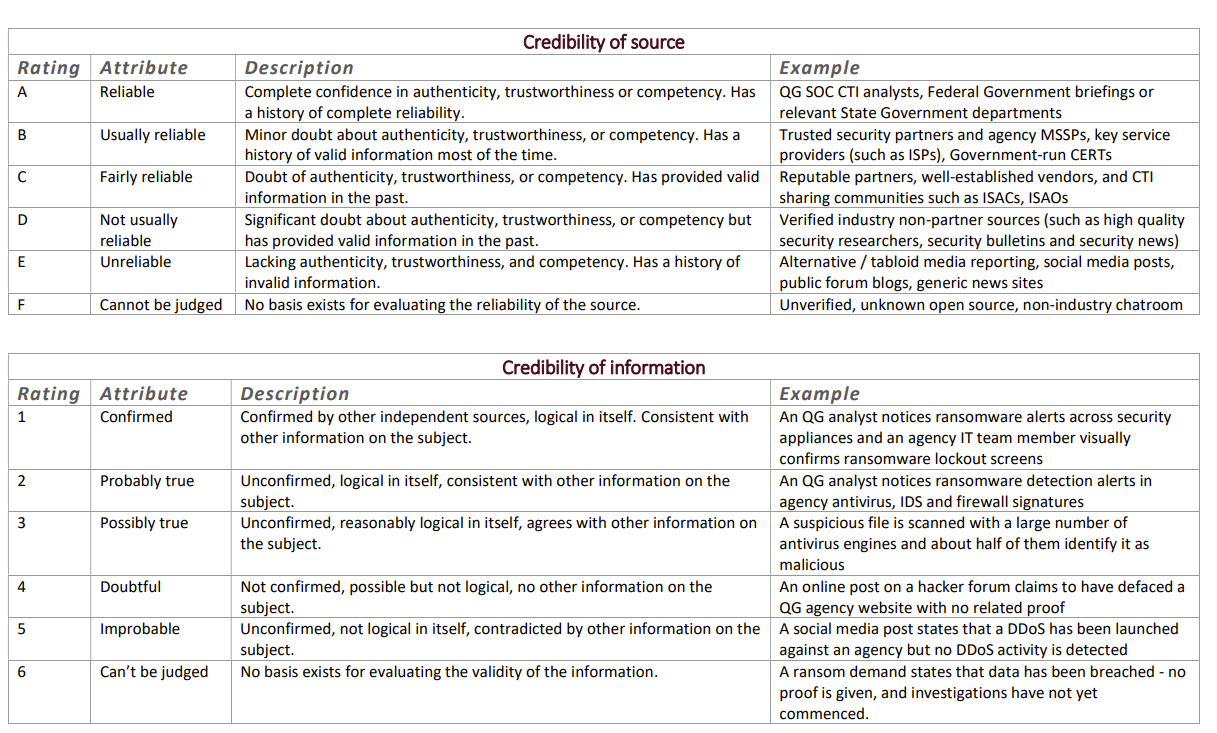 Credibility of source
Rating Attribute Description Example
A Reliable Complete confidence in authenticity, trustworthiness or competency. Has QG SOC CTI analysts, Federal Government briefings or
a history of complete reliability. relevant State Government departments
B Usually reliable Minor doubt about authenticity, trustworthiness, or competency. Has a Trusted security partners and agency MSSPs, key service
history of valid information most of the time. providers (such as ISPs), Government-run CERTs
C Fairly reliable Doubt of authenticity, trustworthiness, or competency. Has provided valid Reputable partners, well-established vendors, and CTI
information in the past. sharing communities such as ISACs, ISAOs
D Not usually Significant doubt about authenticity, trustworthiness, or competency but Verified industry non-partner sources (such as high quality
reliable has provided valid information in the past. security researchers, security bulletins and security news)
E Unreliable Lacking authenticity, trustworthiness, and competency. Has a history of Alternative / tabloid media reporting, social media posts,
invalid information. public forum blogs, generic news sites
F Cannot be judged No basis exists for evaluating the reliability of the source. Unverified, unknown open source, non-industry chatroom
Credibility of information
Rating Attribute Description Example
1 Confirmed Confirmed by other independent sources, logical in itself. Consistent with An QG analyst notices ransomware alerts across security
other information on the subject. appliances and an agency IT team member visually
confirms ransomware lockout screens
2 Probably true Unconfirmed, logical in itself, consistent with other information on the An QG analyst notices ransomware detection alerts in
subject. agency antivirus, IDS and firewall signatures
3 Possibly true Unconfirmed, reasonably logical in itself, agrees with other information on A suspicious file is scanned with a large number of
the subject. antivirus engines and about half of them identify it as
malicious
4 Doubtful Not confirmed, possible but not logical, no other information on the An online post on a hacker forum claims to have defaced a
subject. QG agency website with no related proof
5 Improbable Unconfirmed, not logical in itself, contradicted by other information on the A social media post states that a DDoS has been launched
subject. against an agency but no DDoS activity is detected
6 Can't be judged No basis exists for evaluating the validity of the information. A ransom demand states that data has been breached - no
proof is given, and investigations have not yet
commenced.